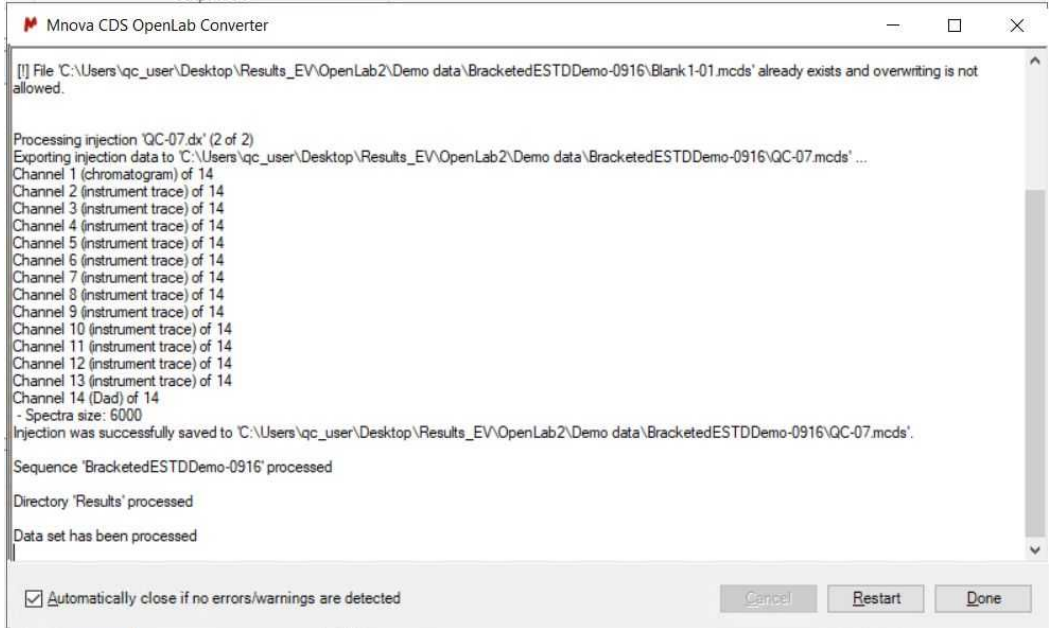 Mnova CDS OpenLab Converter
[!] File 'C:\Users\qc_user\Desktop\Results_EV\OpenLab2\Demo data\BracketedESTDDemo-0916\Blank1-01.mcds' already exists and overwriting is not
allowed.
Processing injection 'QC-07.dx' (2 of 2)
Exporting injection data to 'C:\Users\qc_user\Desktop\Results_EV\OpenLab2\Demo data\BracketedESTDDemo-0916\QC-07.mcds' ...
Channel 1 (chromatogram) of 14
Channel 2 (instrument trace) of 14
Channel 3 (instrument trace) of 14
Channel 4 (instrument trace) of 14
Channel 5 (instrument trace) of 14
Channel 6 (instrument trace) of 14
Channel 7 (instrument trace) of 14
Channel 8 (instrument trace) of 14
Channel 9 (instrument trace) of 14
Channel 10 (instrument trace) of 14
Channel 11 (instrument trace) of 14
Channel 12 (instrument trace) of 14
Channel 13 (instrument trace) of 14
Channel 14 (Dad) of 14
- Spectra size: 6000
Injection was successfully saved to 'C:\Users\qc_user\Desktop\Results_EV\OpenLab2\Demo data\BracketedESTDDemo-0916\QC-07.mcds'.
Sequence 'BracketedESTDDemo-0916' processed
Directory 'Results' processed
Data set has been processed
Automatically close if no errors/warnings are detected
Cancel
Restart
Done